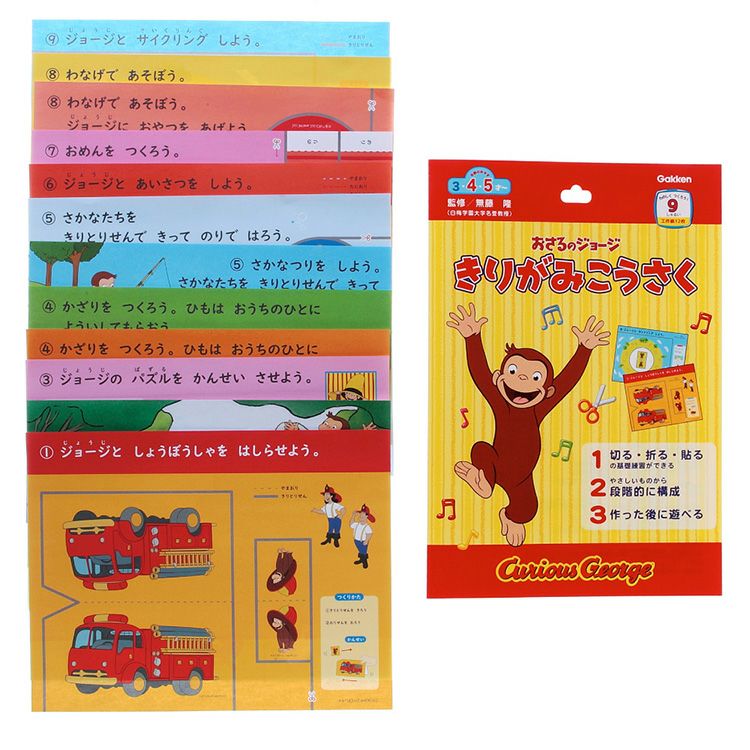 ⑨ ジョージと サイクリング しよう。
⑧ わなげで あそぼう。
⑧ わなげで あそぼう。
ジョージに おやつを あげよう
⑦ おめんを つくろう。
⑥ ジョージと あいさつを しよう。
⑤ さかなたちを
きりとりせんで きって のりで はろう。
⑤ さかなつりを しよう。
さかなたちを きりとりせんで きって
④ かざりを つくろう。ひもは おうちのひとに
よういしてもらおう
④ かざりを つくろう。ひもは おうちのひとに
③ ジョージの パズルを かんせい させよう。
① ジョージと しょうぼうしゃを はしらせよう。
やまおり
きりとりせん
つくりかた
かんせい
Gakken
3・4・5才〜
監修/無藤 隆
(白梅学園大学名誉教授)
9
おさるのジョージ
きりがみこうさく
1 切る・折る・貼る
の基礎練習ができる
2 やさしいものから
段階的に構成
3 作った後に遊べる
Curious George